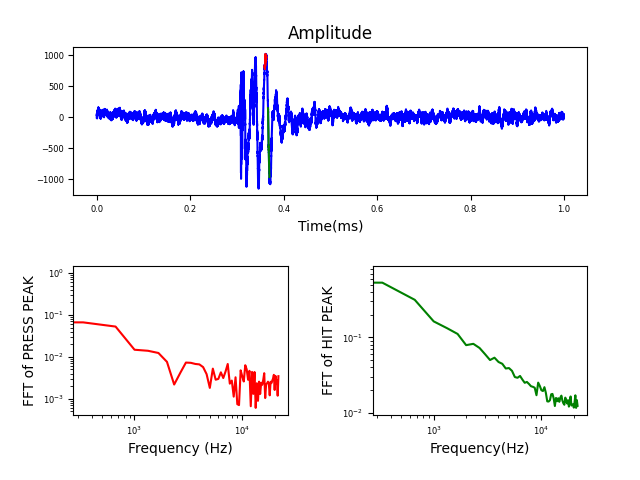 Amplitude
1000
500
0
−500
−1000
0.0 0.2 0.4 0.6 0.8 1.0
Time(ms)
FFT of PRESS PEAK
10⁰
10⁻¹
10⁻²
10⁻³
10³ 10⁴
Frequency (Hz)
FFT of HIT PEAK
10⁻¹
10⁻²
10³ 10⁴
Frequency(Hz)